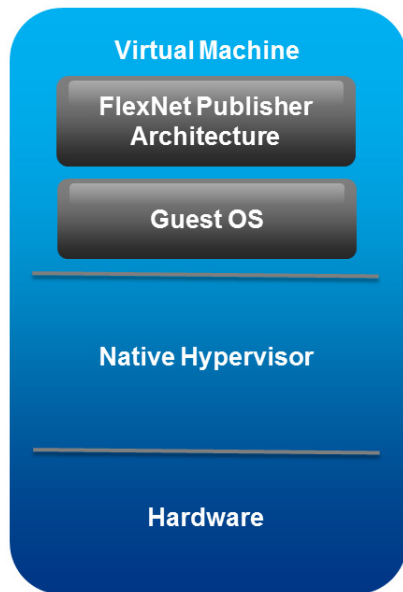 Virtual Machine
FlexNet Publisher
Architecture
Guest OS
Native Hypervisor
Hardware